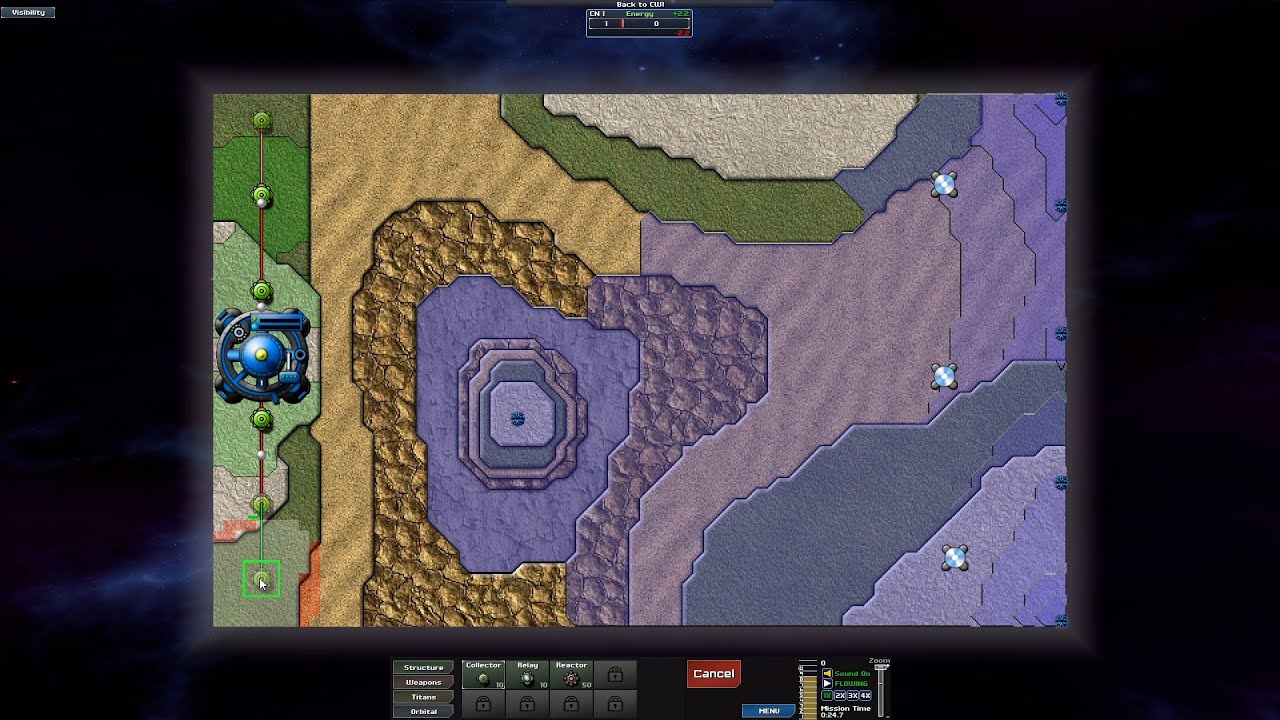 Visibility
Back to CW1
CN 1 Energy +2.2
1 0
-2.2
Structure
Weapons
Titans
Orbital
Collector Relay Reactor
10 10 50
Cancel
MENU
0
Zoom
Sound On
FLOWING
1X 2X 3X 4X
Mission Time
0:24.7